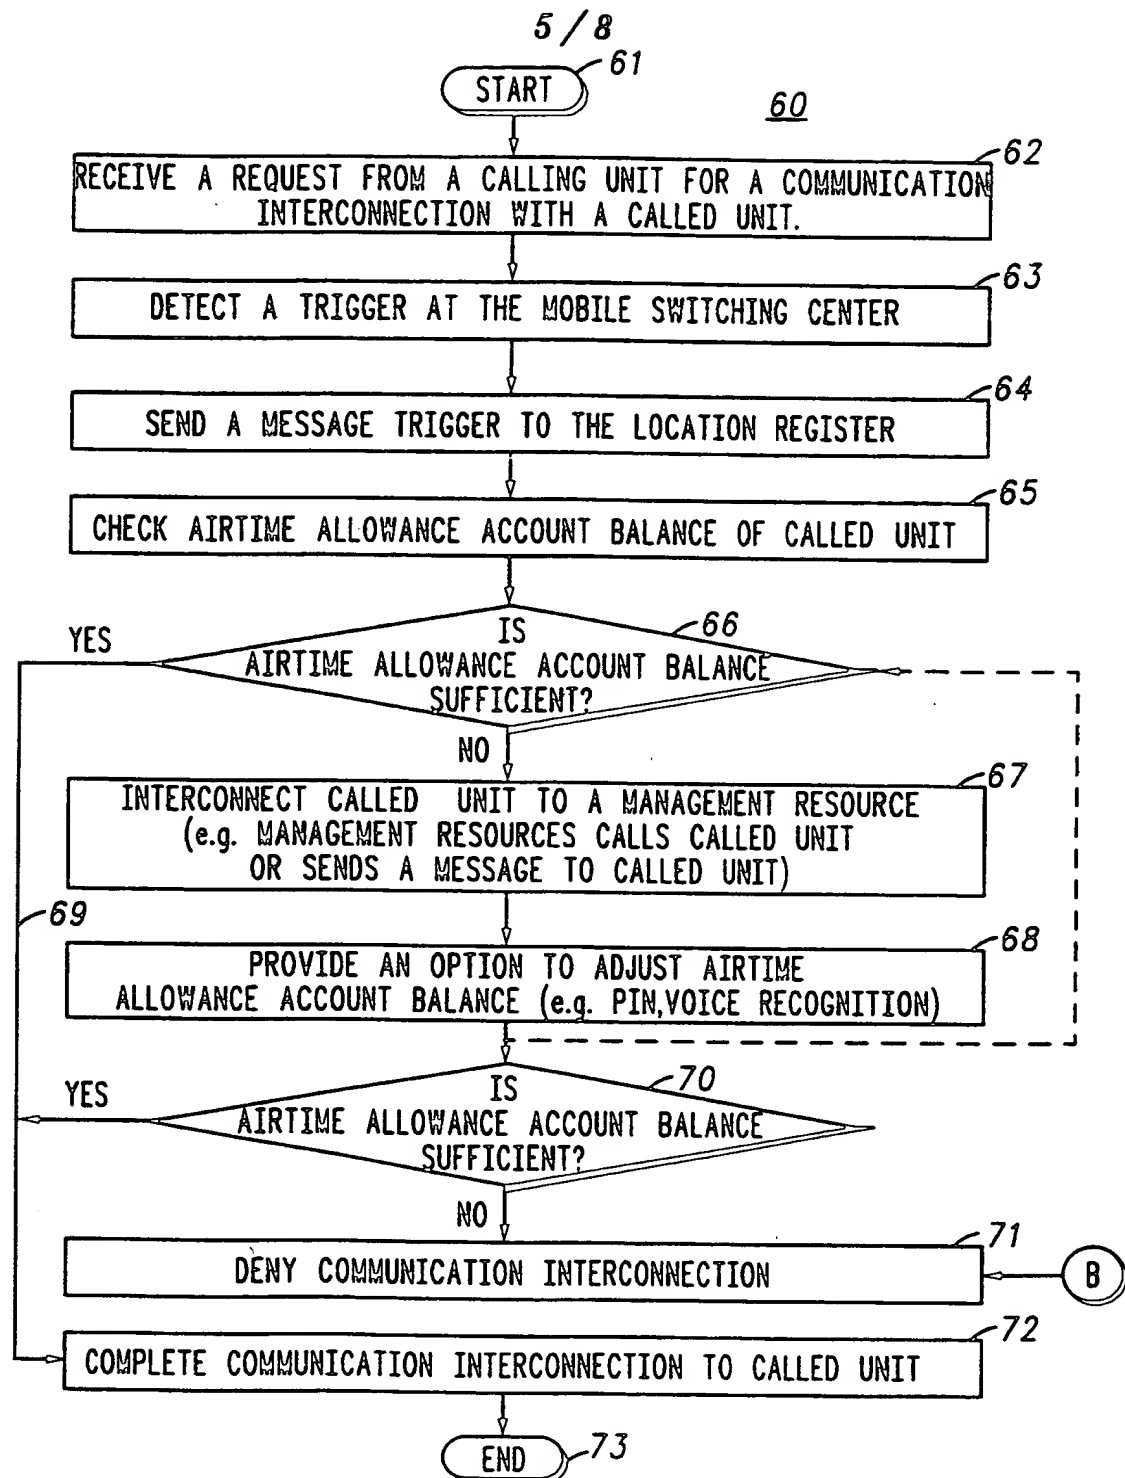 5/8
START
61
60
62
RECEIVE A REQUEST FROM A CALLING UNIT FOR A COMMUNICATION
INTERCONNECTION WITH A CALLED UNIT.
63
DETECT A TRIGGER AT THE MOBILE SWITCHING CENTER
64
SEND A MESSAGE TRIGGER TO THE LOCATION REGISTER
65
CHECK AIRTIME ALLOWANCE ACCOUNT BALANCE OF CALLED UNIT
YES
66
IS
AIRTIME ALLOWANCE ACCOUNT BALANCE
SUFFICIENT?
NO
67
INTERCONNECT CALLED UNIT TO A MANAGEMENT RESOURCE
(e.g. MANAGEMENT RESOURCES CALLS CALLED UNIT
OR SENDS A MESSAGE TO CALLED UNIT)
69
68
PROVIDE AN OPTION TO ADJUST AIRTIME
ALLOWANCE ACCOUNT BALANCE (e.g. PIN,VOICE RECOGNITION)
YES
70
IS
AIRTIME ALLOWANCE ACCOUNT BALANCE
SUFFICIENT?
NO
71
DENY COMMUNICATION INTERCONNECTION
B
72
COMPLETE COMMUNICATION INTERCONNECTION TO CALLED UNIT
END
73